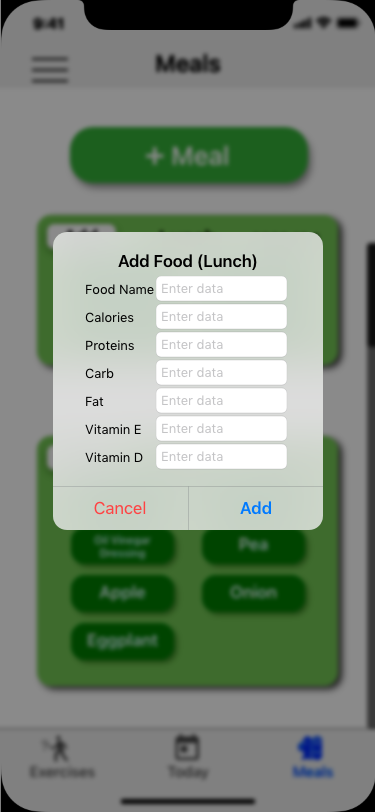 9:41
Meals
+ Meal
Add Food (Lunch)
Food Name Enter data
Calories Enter data
Proteins Enter data
Carb Enter data
Fat Enter data
Vitamin E Enter data
Vitamin D Enter data
Cancel Add
Oil Vinegar
Dressing
Pea
Apple Onion
Eggplant
Exercises Today Meals